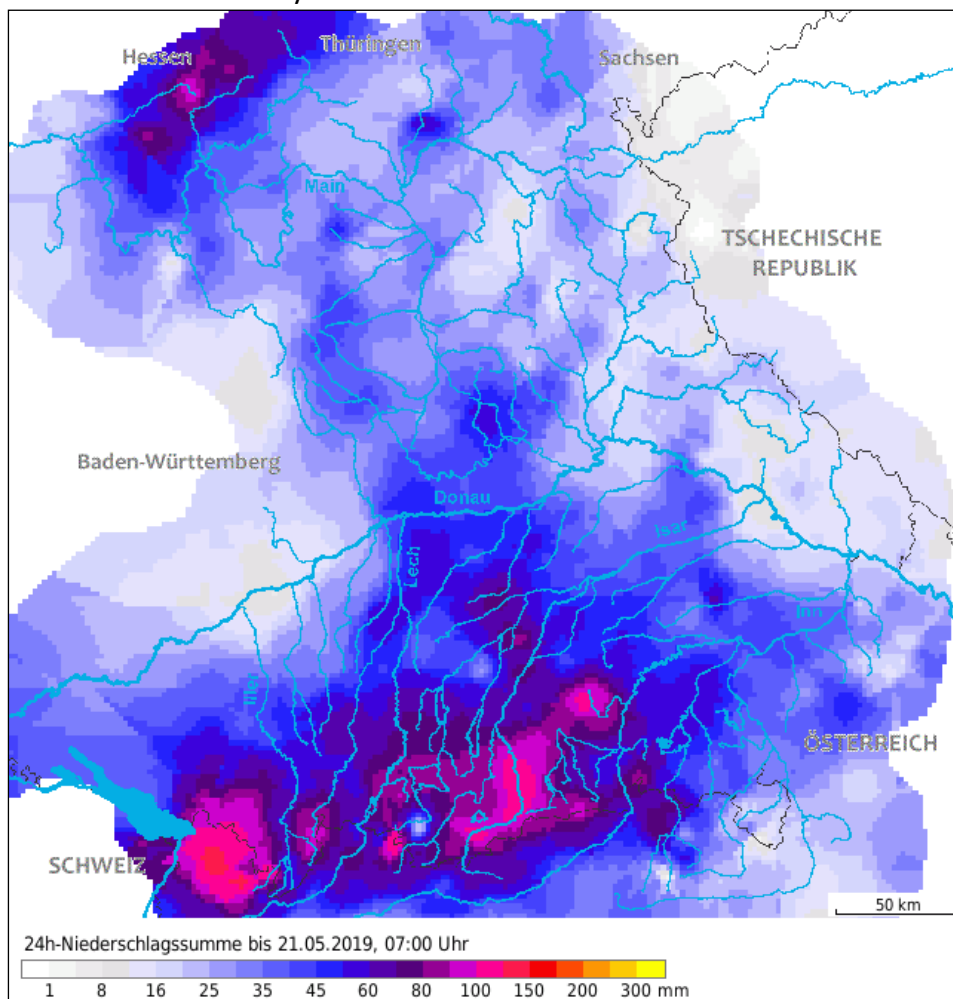 Hessen
Thüringen
Sachsen
Main
TSCHECHISCHE
REPUBLIK
Baden-Württemberg
Donau
Isar
Lech
Inn
Iller
ÖSTERREICH
SCHWEIZ
50 km
24h-Niederschlagssumme bis 21.05.2019, 07:00 Uhr
1 8 16 25 35 45 60 80 100 150 200 300 mm